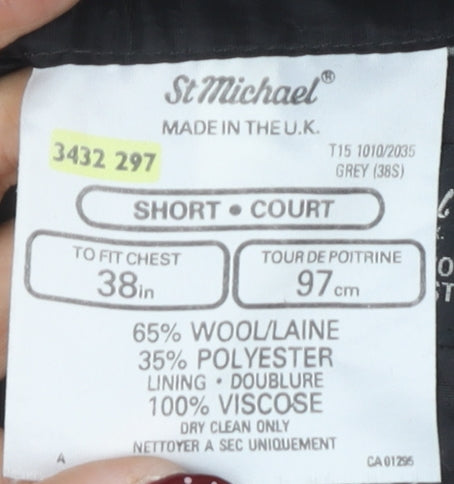 St Michael®
MADE IN THE U.K.
3432 297
T15 1010/2035
GREY (38S)
SHORT • COURT
TO FIT CHEST
38in
TOUR DE POITRINE
97cm
65% WOOL/LAINE
35% POLYESTER
LINING • DOUBLURE
100% VISCOSE
DRY CLEAN ONLY
NETTOYER A SEC UNIQUEMENT
A
CA 01295